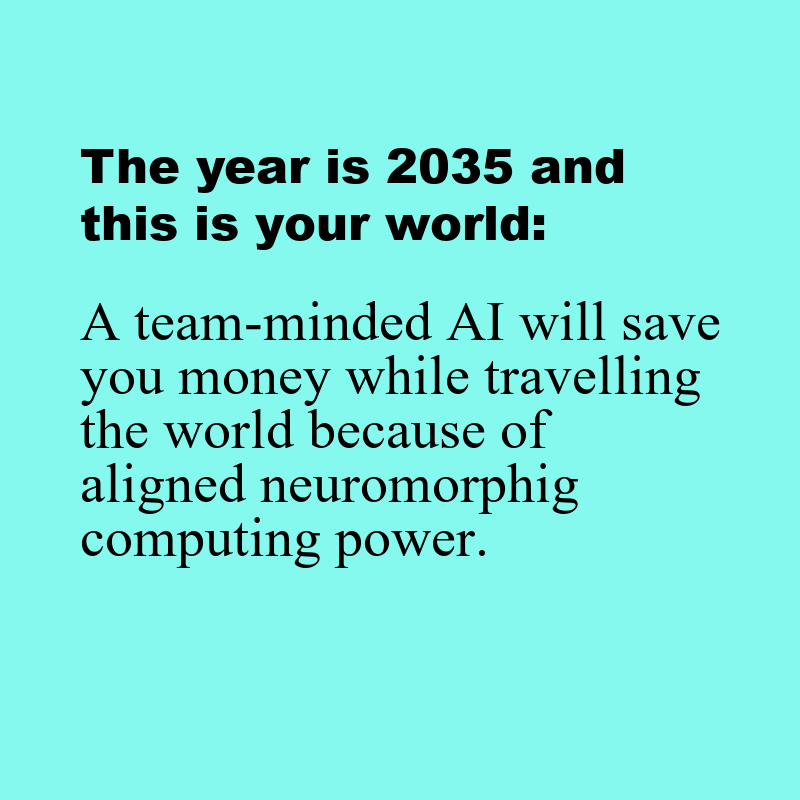 The year is 2035 and
this is your world:
A team-minded AI will save
you money while travelling
the world because of
aligned neuromorphig
computing power.